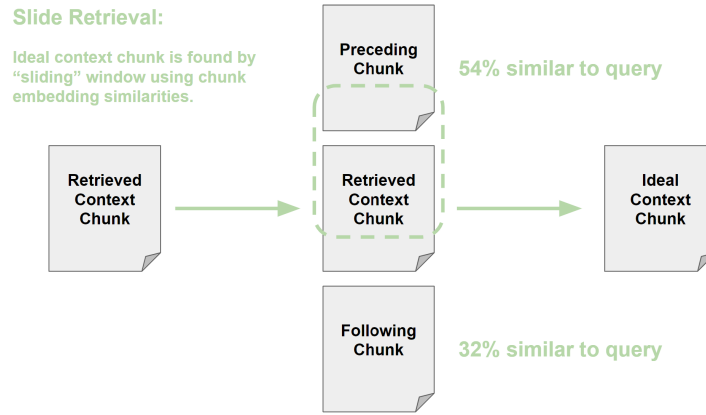 Slide Retrieval:
Ideal context chunk is found by
“sliding” window using chunk
embedding similarities.
Preceding
Chunk
54% similar to query
Retrieved
Context
Chunk
Retrieved
Context
Chunk
Ideal
Context
Chunk
Following
Chunk
32% similar to query